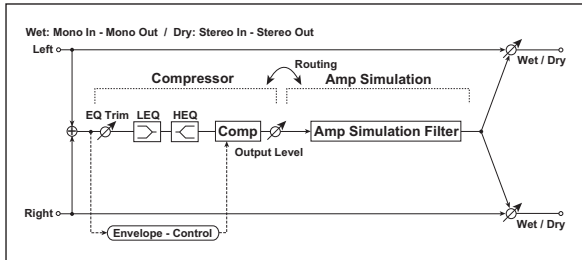 Wet: Mono In - Mono Out / Dry: Stereo In - Stereo Out
Left
Wet / Dry
Routing
Compressor
Amp Simulation
EQ Trim
LEQ
HEQ
Comp
Output Level
Amp Simulation Filter
Right
Wet / Dry
Envelope - Control